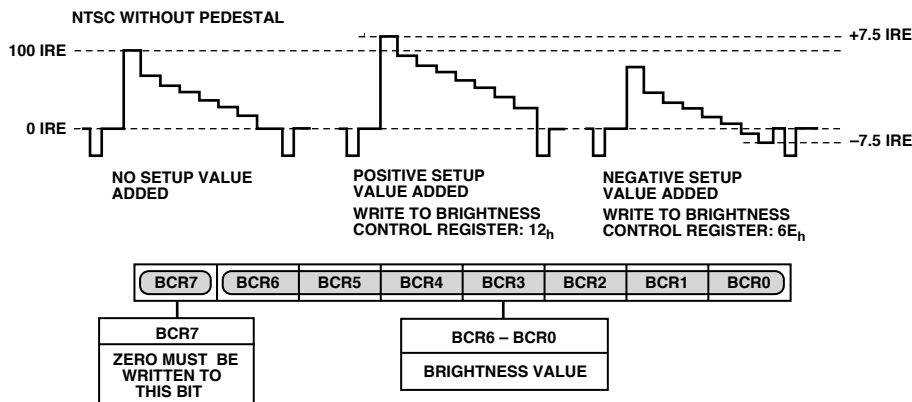 NTSC WITHOUT PEDESTAL
+7.5 IRE
100 IRE
0 IRE
–7.5 IRE
NO SETUP VALUE
ADDED
POSITIVE SETUP
VALUE ADDED
WRITE TO BRIGHTNESS
CONTROL REGISTER: 12h
NEGATIVE SETUP
VALUE ADDED
WRITE TO BRIGHTNESS
CONTROL REGISTER: 6Eh
BCR7 BCR6 BCR5 BCR4 BCR3 BCR2 BCR1 BCR0
BCR7
ZERO MUST BE
WRITTEN TO
THIS BIT
BCR6 – BCR0
BRIGHTNESS VALUE